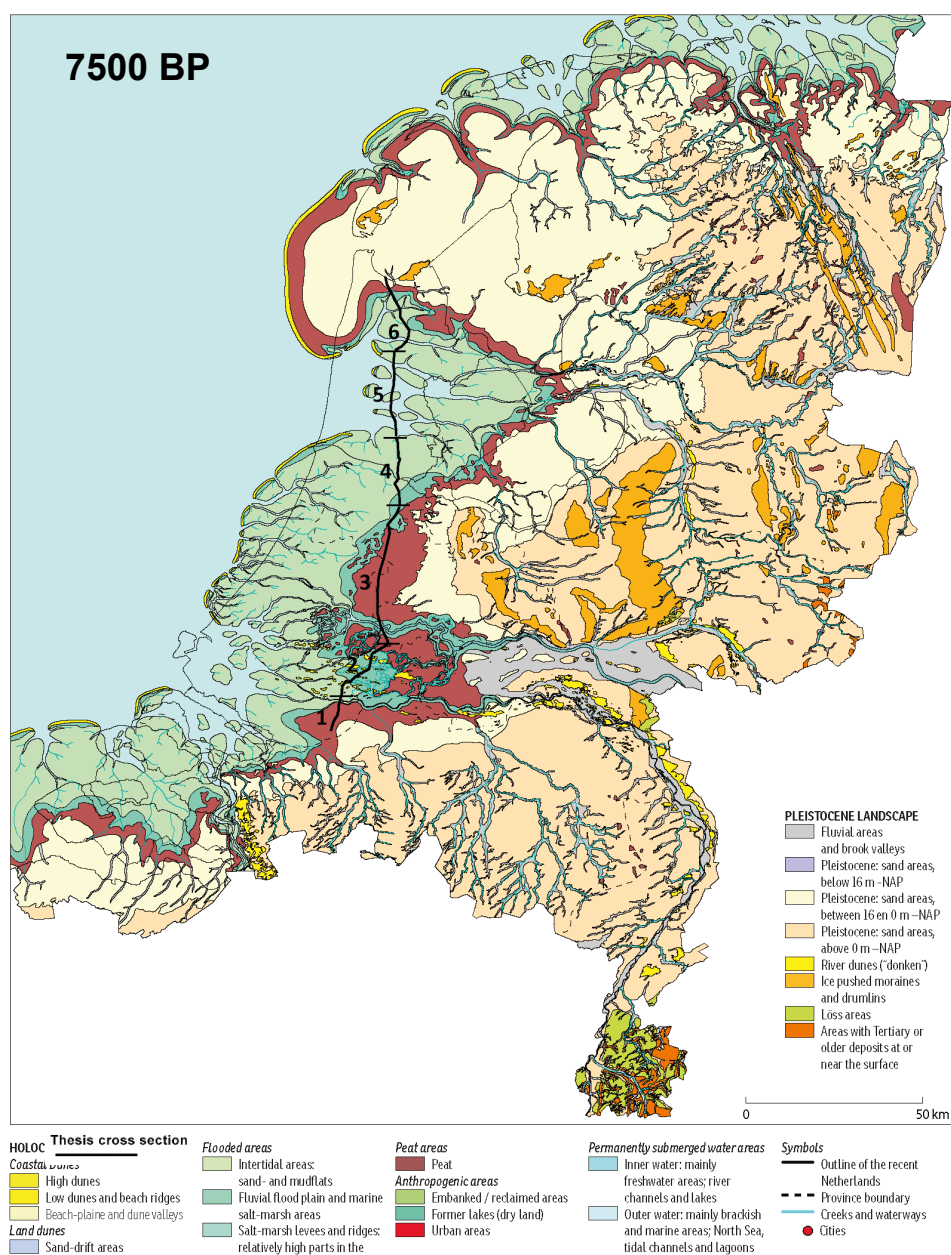 7500 BP
6
5
4
3
2
1
PLEISTOCENE LANDSCAPE
Fluvial areas
and brook valleys
Pleistocene: sand areas,
below 16 m -NAP
Pleistocene: sand areas,
between 16 en 0 m –NAP
Pleistocene: sand areas,
above 0 m –NAP
River dunes ("donken")
Ice pushed moraines
and drumlins
Löss areas
Areas with Tertiary or
older deposits at or
near the surface
0 50 km
HOLOC Thesis cross section
Coastal Dunes
High dunes
Low dunes and beach ridges
Beach-plaine and dune valleys
Land dunes
Sand-drift areas
Flooded areas
Intertidal areas:
sand- and mudflats
Fluvial flood plain and marine
salt-marsh areas
Salt-marsh levees and ridges:
relatively high parts in the
Peat areas
Peat
Anthropogenic areas
Embanked / reclaimed areas
Former lakes (dry land)
Urban areas
Permanently submerged water areas
Inner water: mainly
freshwater areas; river
channels and lakes
Outer water: mainly brackish
and marine areas; North Sea,
tidal channels and lagoons
Symbols
Outline of the recent
Netherlands
Province boundary
Creeks and waterways
Cities